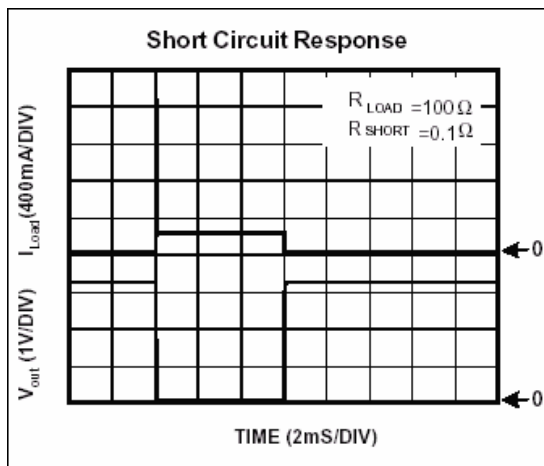 Short Circuit Response
R LOAD =100Ω
R SHORT =0.1Ω
I Load (400mA/DIV)
0
V out (1V/DIV)
0
TIME (2mS/DIV)